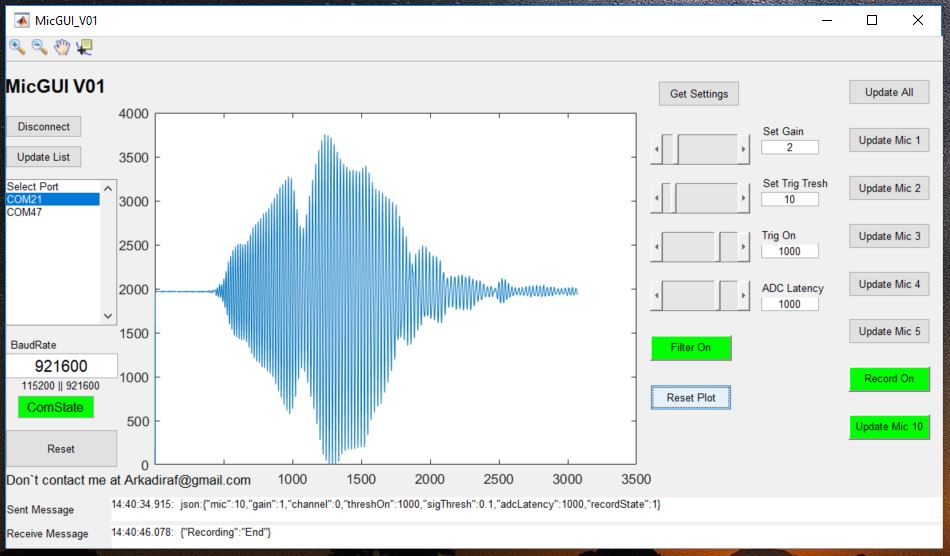 MicGUI_V01
MicGUI V01
Disconnect
Update List
Select Port
COM21
COM47
BaudRate
921600
115200 || 921600
ComState
Reset
4000
3500
3000
2500
2000
1500
1000
500
0
1000
1500
2000
2500
3000
3500
Get Settings
Set Gain
2
Set Trig Tresh
10
Trig On
1000
ADC Latency
1000
Filter On
Reset Plot
Update All
Update Mic 1
Update Mic 2
Update Mic 3
Update Mic 4
Update Mic 5
Record On
Update Mic 10
Don`t contact me at Arkadiraf@gmail.com
Sent Message 14:40:34.915: json:{"mic":10,"gain":1,"channel":0,"threshOn":1000,"sigThresh":0.1,"adcLatency":1000,"recordState":1}
Receive Message 14:40:46.078: {"Recording":"End"}